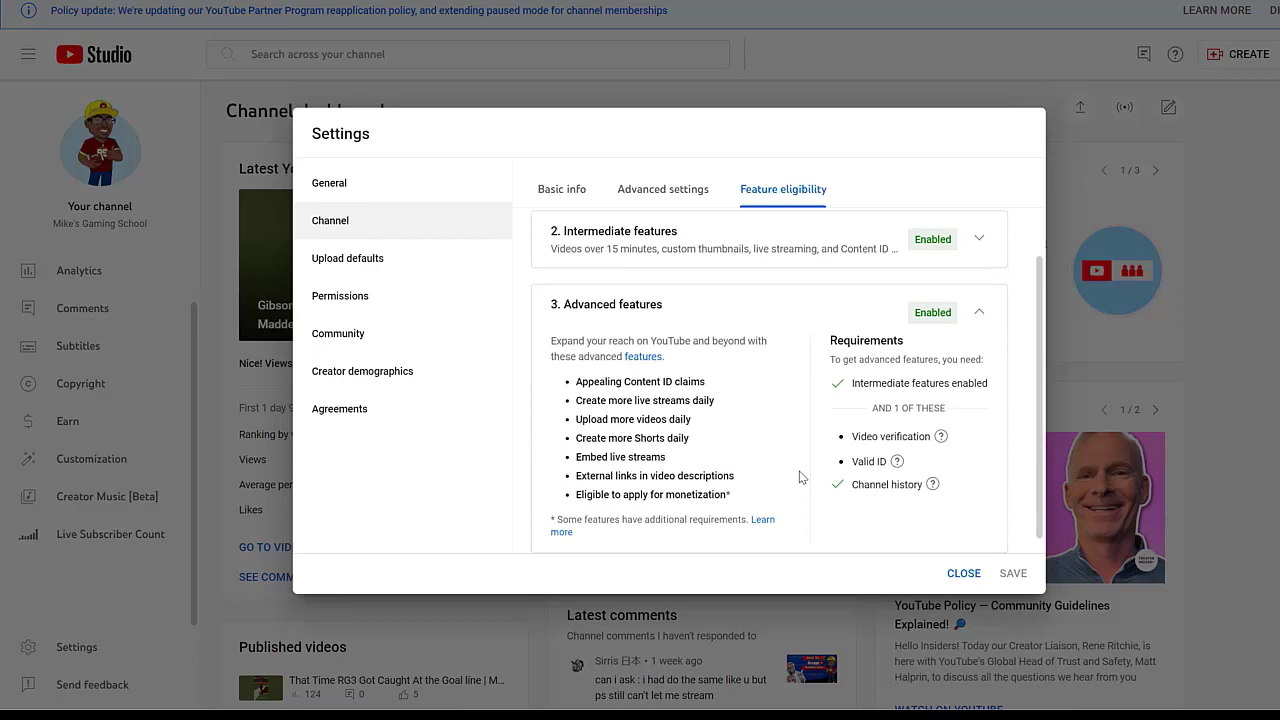 Policy update: We're updating our YouTube Partner Program reapplication policy, and extending paused mode for channel memberships
LEARN MORE
Studio
Search across your channel
CREATE
Your channel
Mike's Gaming School
Analytics
Comments
Subtitles
Copyright
Earn
Customization
Creator Music [Beta]
Live Subscriber Count
Settings
Send feedback
Latest
Nice! Views
First 1 day
Ranking by
Views
Average
Likes
GO TO
SEE
Published videos
That Time RG3 Got Caught At the Goal line | M...
124
0
5
Settings
General
Channel
Upload defaults
Permissions
Community
Creator demographics
Agreements
Basic info
Advanced settings
Feature eligibility
2. Intermediate features
Videos over 15 minutes, custom thumbnails, live streaming, and Content ID ...
Enabled
3. Advanced features
Enabled
Expand your reach on YouTube and beyond with
these advanced features.
• Appealing Content ID claims
• Create more live streams daily
• Upload more videos daily
• Create more Shorts daily
• Embed live streams
• External links in video descriptions
• Eligible to apply for monetization*
* Some features have additional requirements. Learn
more
Requirements
To get advanced features, you need:
Intermediate features enabled
AND 1 OF THESE
• Video verification
• Valid ID
Channel history
CLOSE
SAVE
Latest comments
Channel comments I haven't responded to
Sirris 日本 • 1 week ago
can i ask : i had do the same like u but
ps still can't let me stream
1 / 3
1 / 2
YouTube Policy — Community Guidelines
Explained!
Hello Insiders! Today our Creator Liaison, Rene Ritchie, is
here with YouTube's Global Head of Trust and Safety, Matt
Halprin, to discuss all the questions we hear from you
WATCH ON YOUTUBE